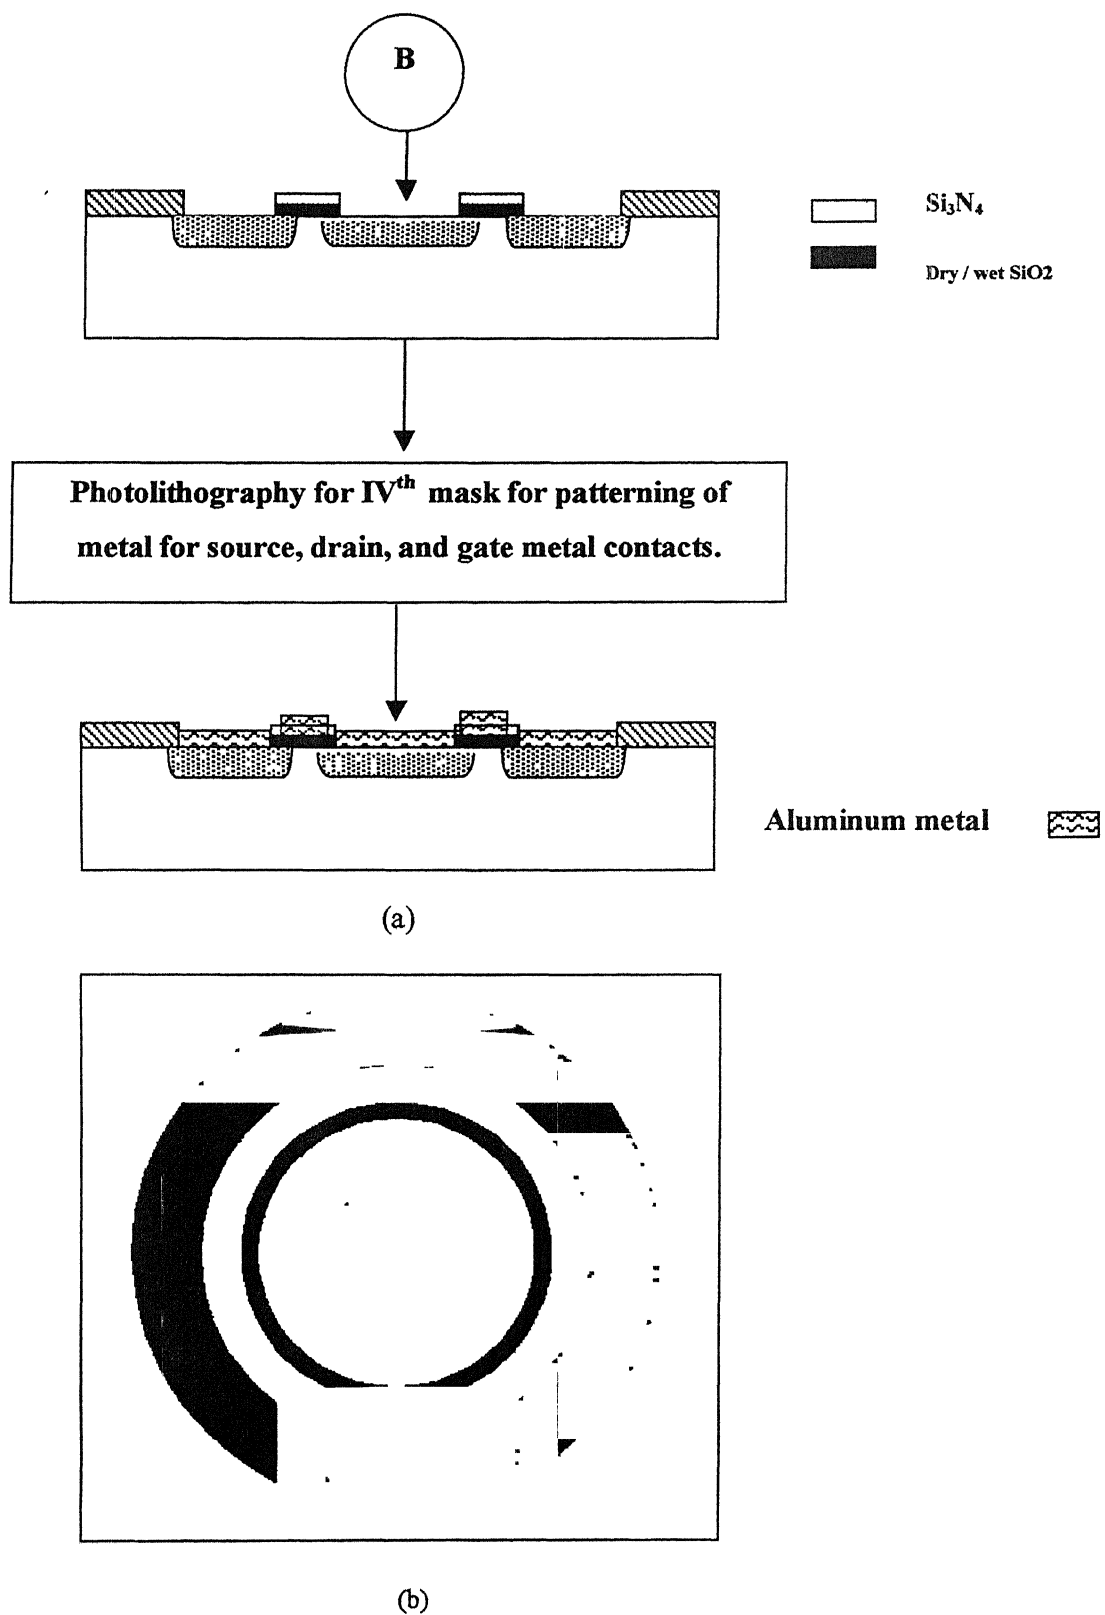 B
Si₃N₄
Dry / wet SiO2
Photolithography for IVᵗʰ mask for patterning of
metal for source, drain, and gate metal contacts.
Aluminum metal
(a)
(b)